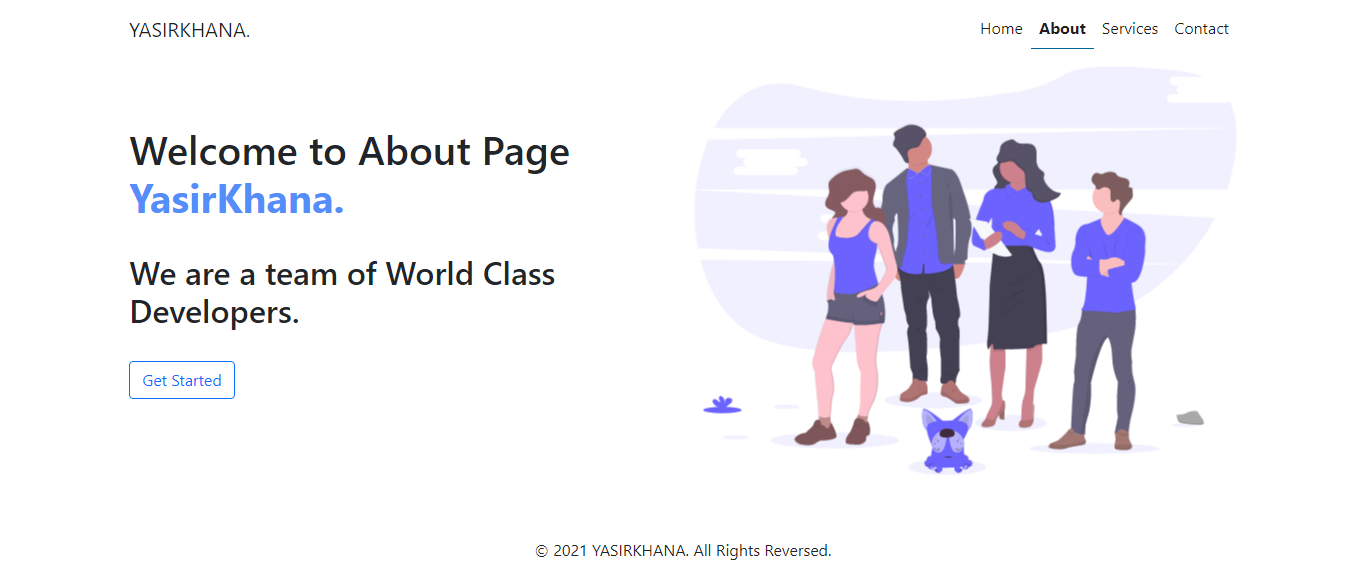 YASIRKHANA.
Home About Services Contact
Welcome to About Page
YasirKhana.
We are a team of World Class
Developers.
Get Started
© 2021 YASIRKHANA. All Rights Reversed.